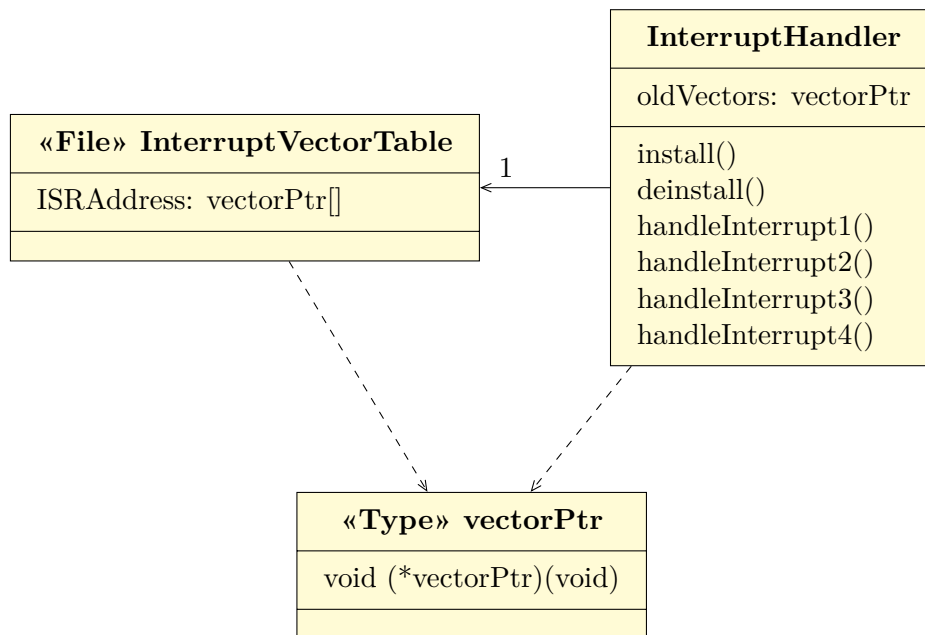 InterruptHandler
oldVectors: vectorPtr
install()
deinstall()
handleInterrupt1()
handleInterrupt2()
handleInterrupt3()
handleInterrupt4()
«File» InterruptVectorTable
ISRAddress: vectorPtr[]
1
«Type» vectorPtr
void (*vectorPtr)(void)